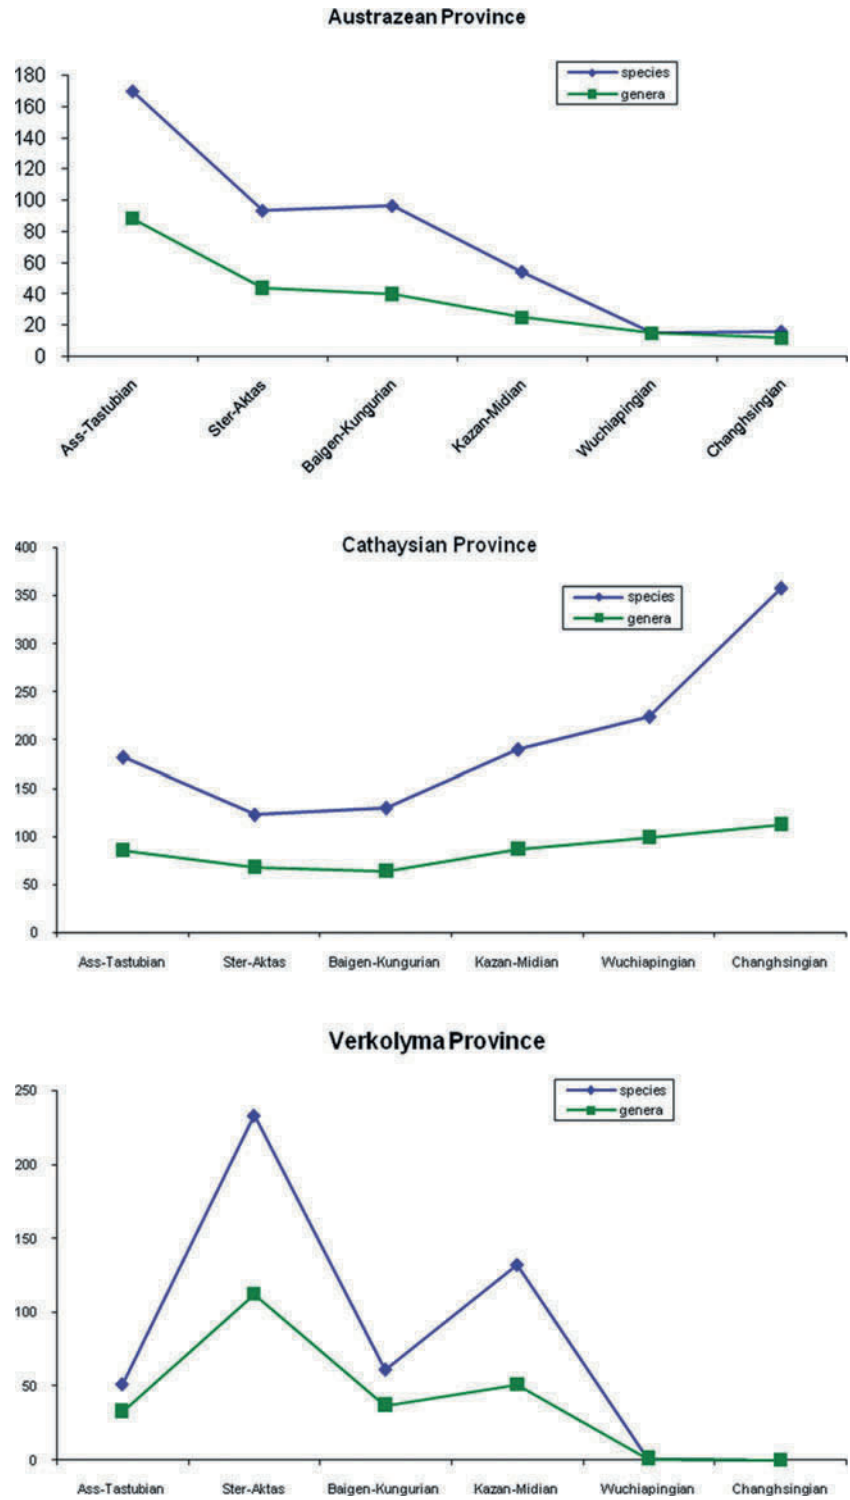 Austrazean Province
species
genera
180
160
140
120
100
80
60
40
20
0
Ass-Tastubian
Ster-Aktas
Baigen-Kungurian
Kazan-Midian
Wuchiapingian
Changhsingian
Cathaysian Province
species
genera
400
350
300
250
200
150
100
50
0
Ass-Tastubian Ster-Aktas Baigen-Kungurian Kazan-Midian Wuchiapingian Changhsingian
Verkolyma Province
species
genera
250
200
150
100
50
0
Ass-Tastubian Ster-Aktas Baigen-Kungurian Kazan-Midian Wuchiapingian Changhsingian